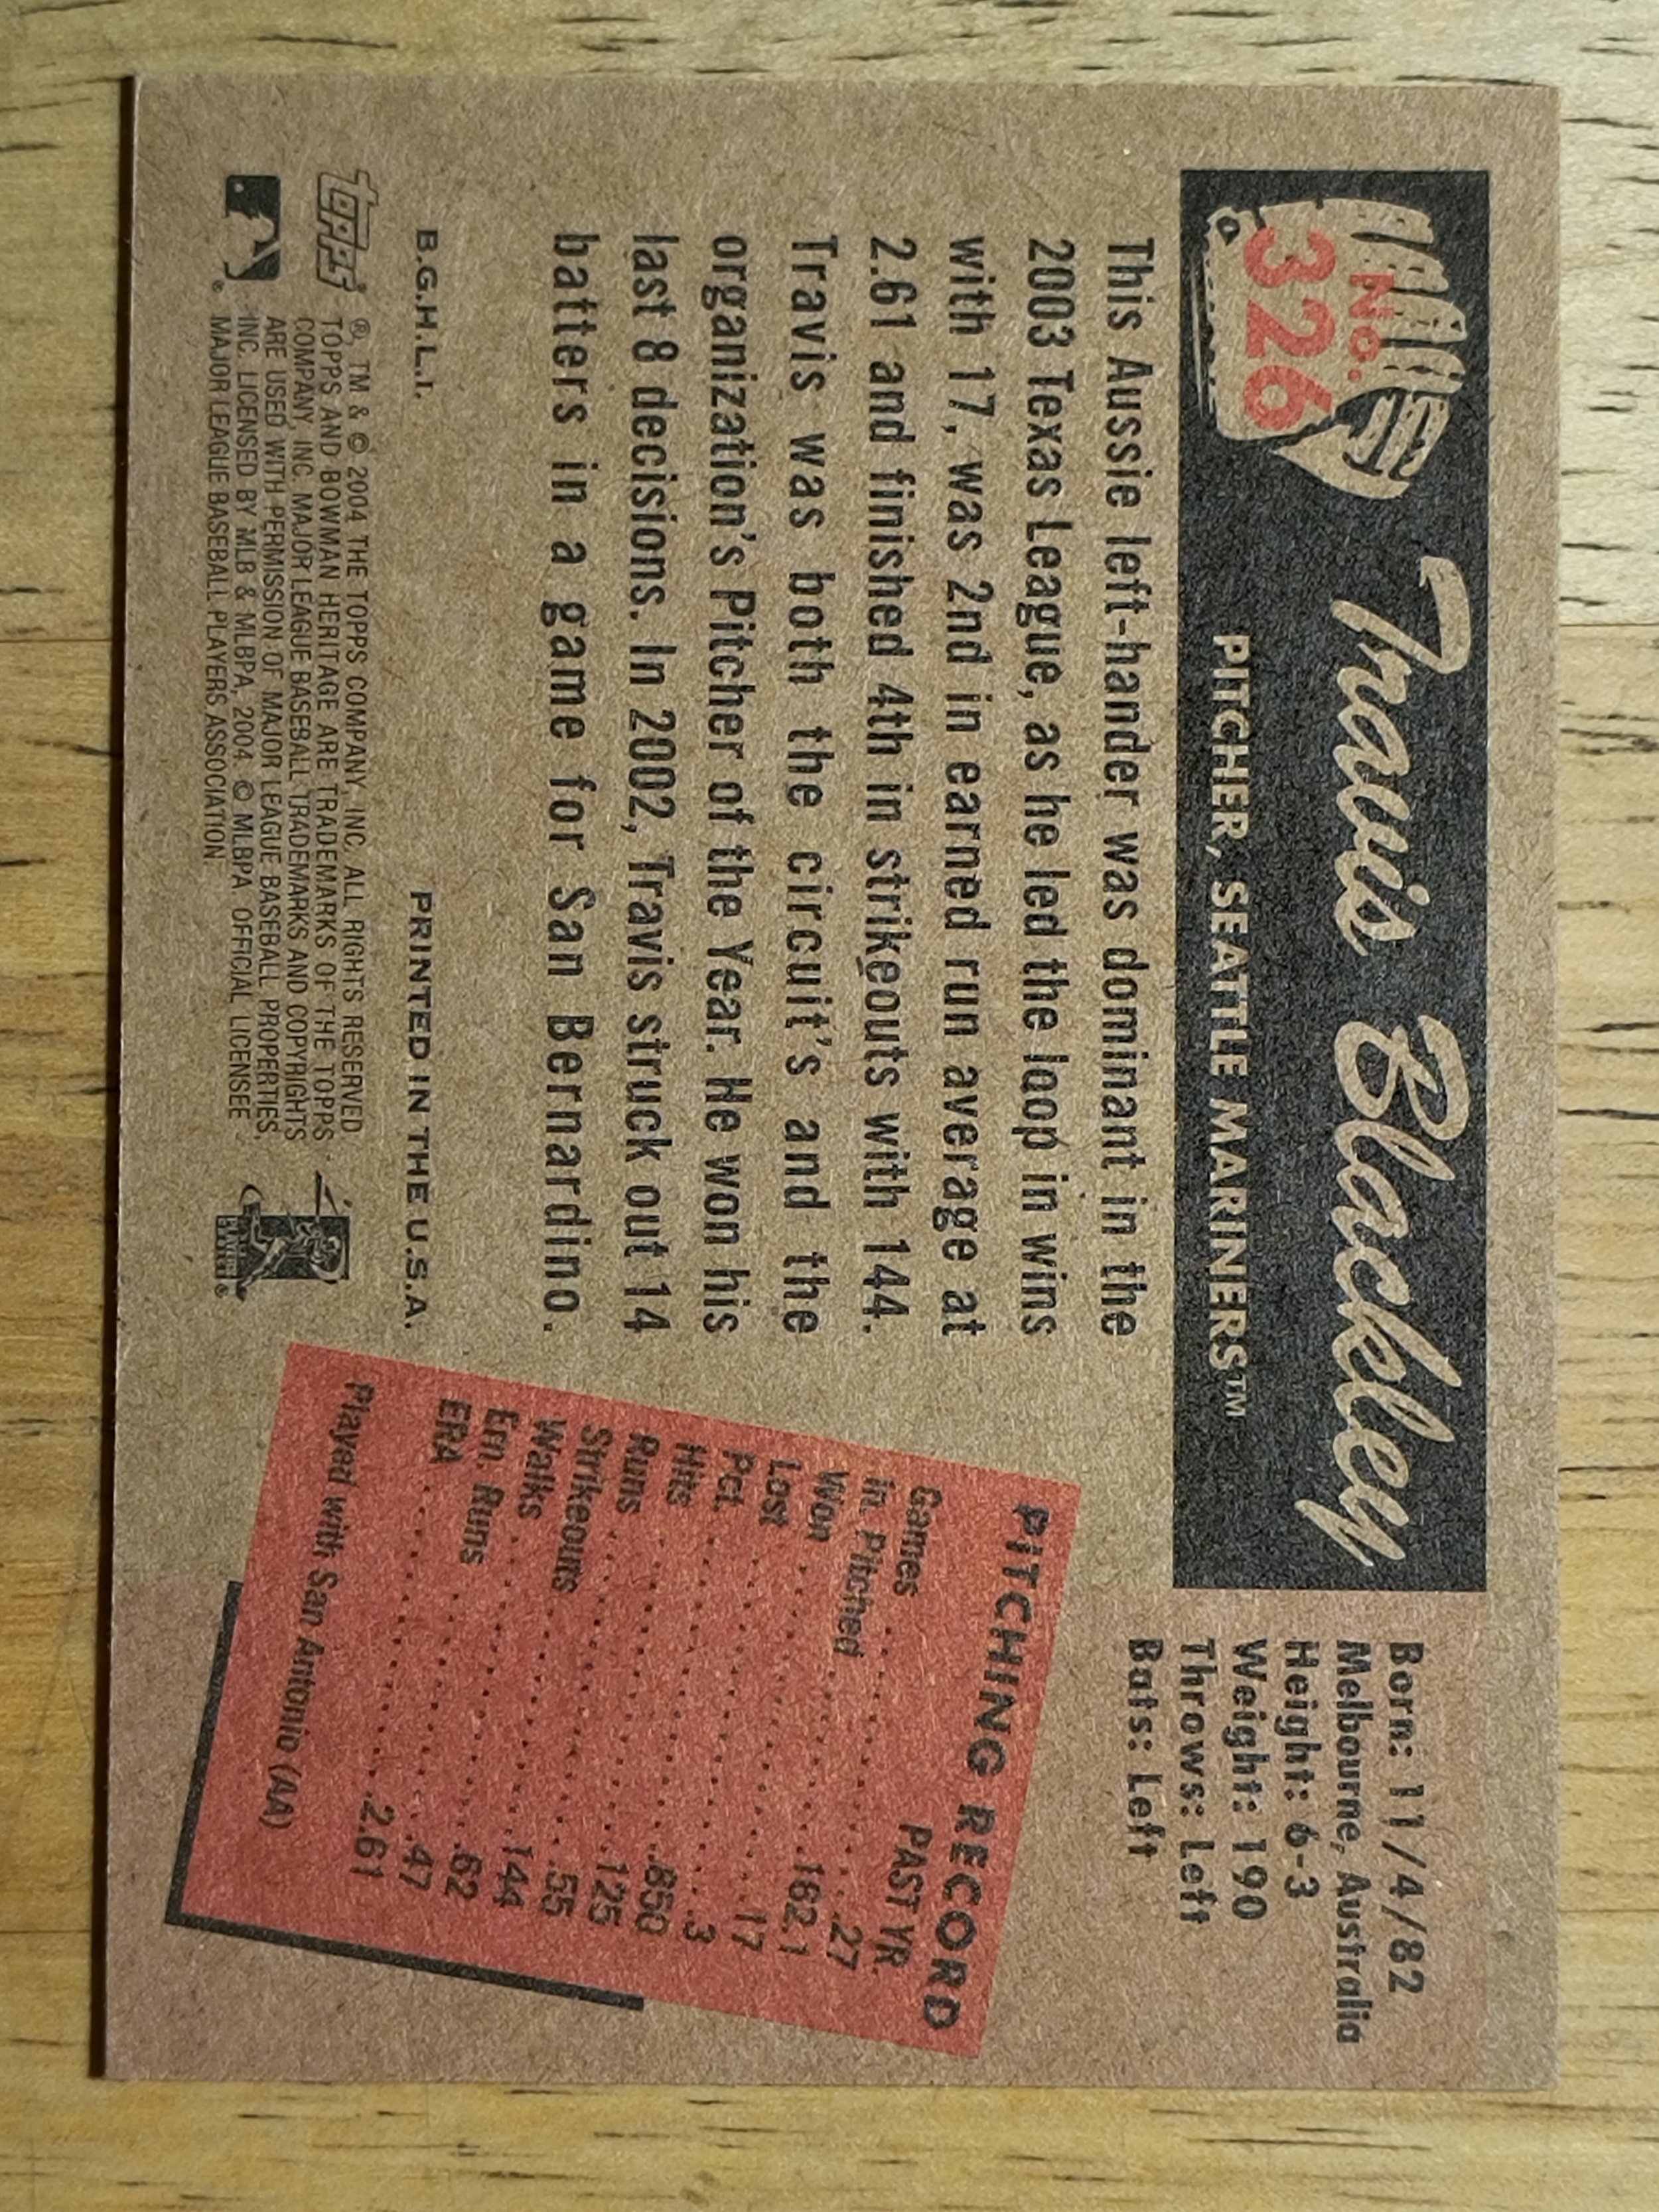 No.
326
Travis Blackley
PITCHER, SEATTLE MARINERS™
Born: 11/4/82
Melbourne, Australia
Height: 6-3
Weight: 190
Throws: Left
Bats: Left
This Aussie left-hander was dominant in the
2003 Texas League, as he led the loop in wins
with 17, was 2nd in earned run average at
2.61 and finished 4th in strikeouts with 144.
Travis was both the circuit's and the
organization's Pitcher of the Year. He won his
last 8 decisions. In 2002, Travis struck out 14
batters in a game for San Bernardino.
PITCHING RECORD
PAST YR.
Games . . . . . . . . . . . .27
in. Pitched . . . . . . .162.1
Won . . . . . . . . . . . . . .17
Lost . . . . . . . . . . . . . . .3
Pct. . . . . . . . . . . . . . .850
Hits . . . . . . . . . . . . . .125
Runs . . . . . . . . . . . . . .55
Strikeouts . . . . . . . . .144
Walks . . . . . . . . . . . . .62
Ern. Runs . . . . . . . . . .47
ERA . . . . . . . . . . . . .2.61
Played with San Antonio (AA)
B.G.H.L.I. PRINTED IN THE U.S.A.
topps®
®, TM & © 2004 THE TOPPS COMPANY, INC. ALL RIGHTS RESERVED.
TOPPS AND BOWMAN HERITAGE ARE TRADEMARKS OF THE TOPPS
COMPANY, INC. MAJOR LEAGUE BASEBALL TRADEMARKS AND COPYRIGHTS
ARE USED WITH PERMISSION OF MAJOR LEAGUE BASEBALL PROPERTIES,
INC. LICENSED BY MLB & MLBPA, 2004. © MLBPA OFFICIAL LICENSEE -
MAJOR LEAGUE BASEBALL PLAYERS ASSOCIATION